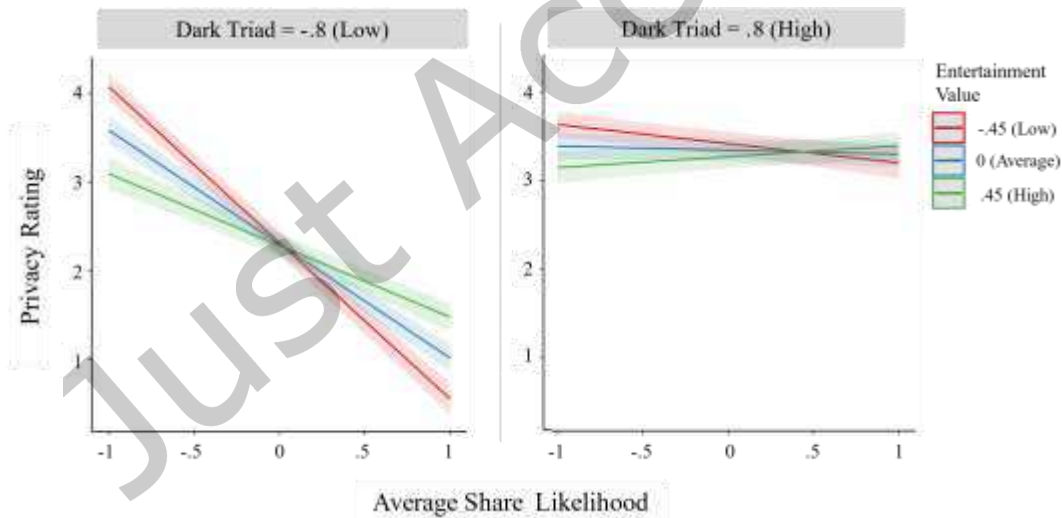 Dark Triad = -.8 (Low)
Dark Triad = .8 (High)
Entertainment
Value
-.45 (Low)
0 (Average)
.45 (High)
Privacy Rating
4
3
2
1
4
3
2
1
-1
-.5
0
.5
1
-1
-.5
0
.5
1
Average Share Likelihood
Just Acc